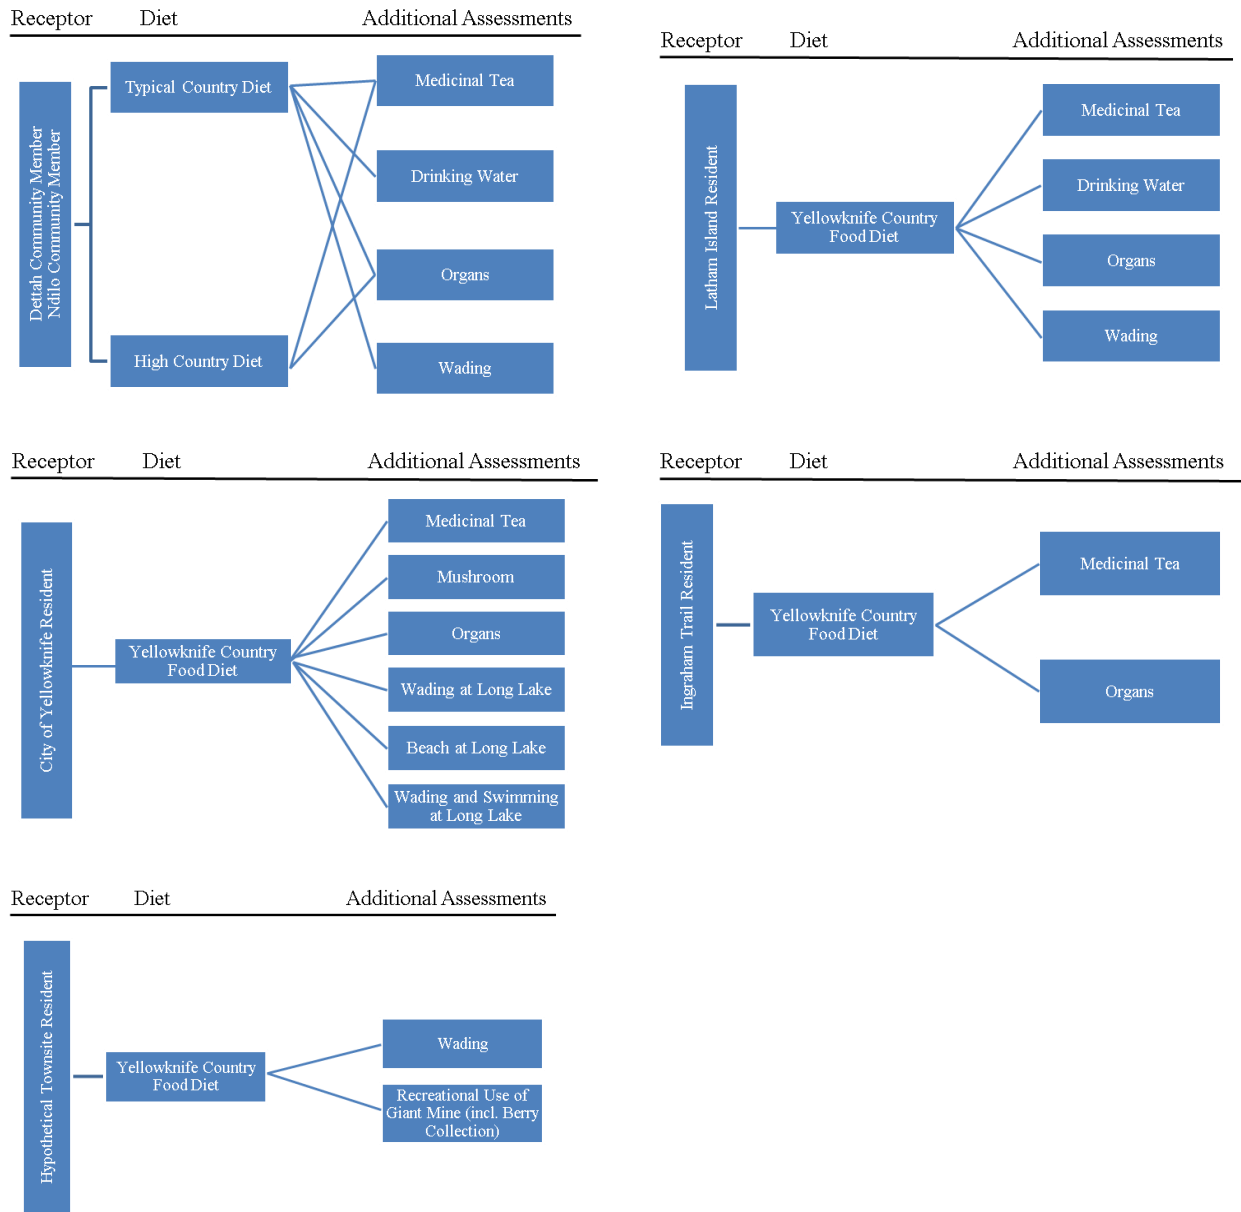 Receptor Diet Additional Assessments
Dettah Community Member
Ndilo Community Member
Typical Country Diet
High Country Diet
Medicinal Tea
Drinking Water
Organs
Wading
Receptor Diet Additional Assessments
Latham Island Resident
Yellowknife Country
Food Diet
Medicinal Tea
Drinking Water
Organs
Wading
Receptor Diet Additional Assessments
City of Yellowknife Resident
Yellowknife Country
Food Diet
Medicinal Tea
Mushroom
Organs
Wading at Long Lake
Beach at Long Lake
Wading and Swimming
at Long Lake
Receptor Diet Additional Assessments
Ingraham Trail Resident
Yellowknife Country
Food Diet
Medicinal Tea
Organs
Receptor Diet Additional Assessments
Hypothetical Townsite Resident
Yellowknife Country
Food Diet
Wading
Recreational Use of
Giant Mine (incl. Berry
Collection)